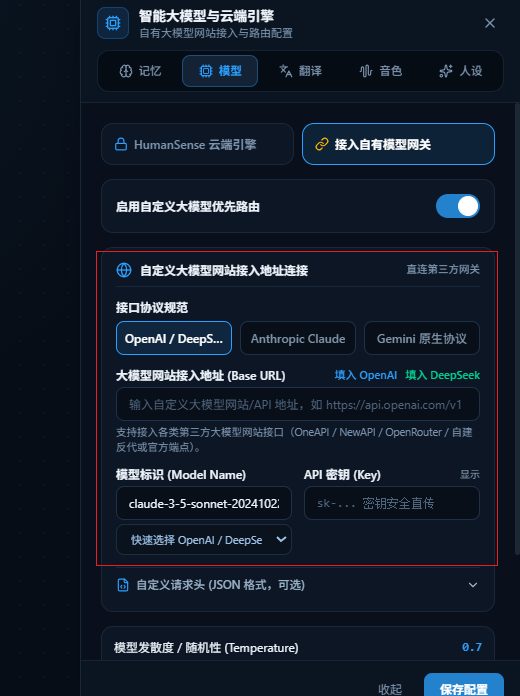 智能大模型与云端引擎
自有大模型网站接入与路由配置
记忆
模型
翻译
音色
人设
HumanSense 云端引擎
接入自有模型网关
启用自定义大模型优先路由
自定义大模型网站接入地址连接
直连第三方网关
接口协议规范
OpenAI / DeepS...
Anthropic Claude
Gemini 原生协议
大模型网站接入地址 (Base URL)
填入 OpenAI
填入 DeepSeek
输入自定义大模型网站/API 地址，如 https://api.openai.com/v1
支持接入各类第三方大模型网站接口（OneAPI / NewAPI / OpenRouter / 自建
反代或官方端点）。
模型标识 (Model Name)
API 密钥 (Key)
显示
claude-3-5-sonnet-2024102
sk-... 密钥安全直传
快速选择 OpenAI / DeepSe
自定义请求头 (JSON 格式，可选)
模型发散度 / 随机性 (Temperature)
0.7
收起
保存配置